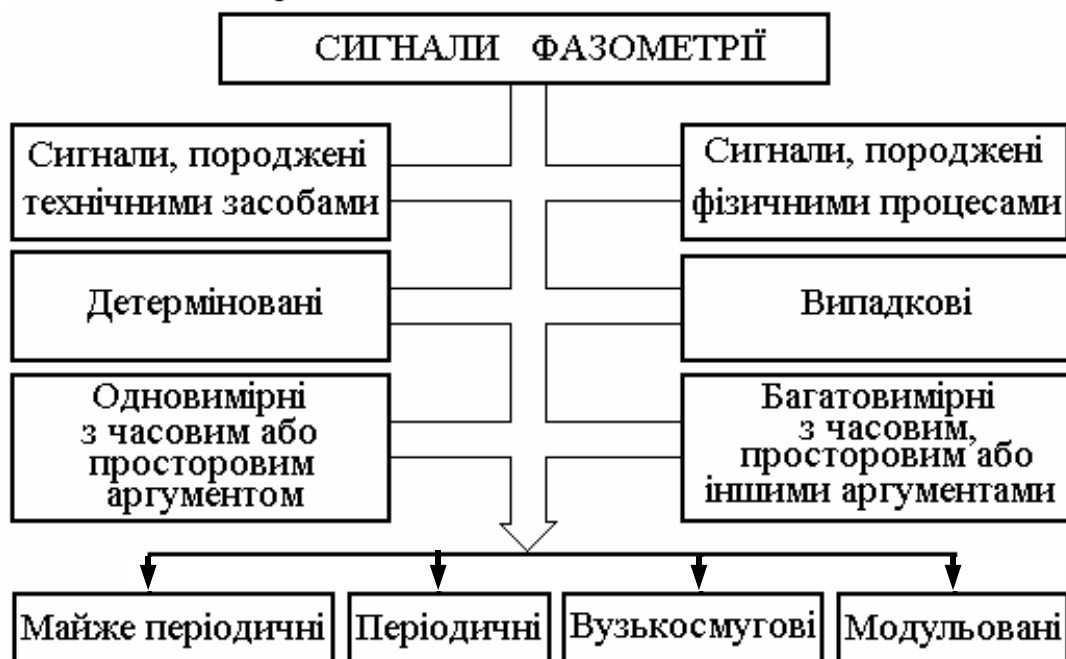 СИГНАЛИ ФАЗОМЕТРІЇ
Сигнали, породжені
технічними засобами
Сигнали, породжені
фізичними процесами
Детерміновані
Випадкові
Одновимірні
з часовим або
просторовим
аргументом
Багатовимірні
з часовим,
просторовим або
іншими аргументами
Майже періодичні
Періодичні
Вузькосмугові
Модульовані